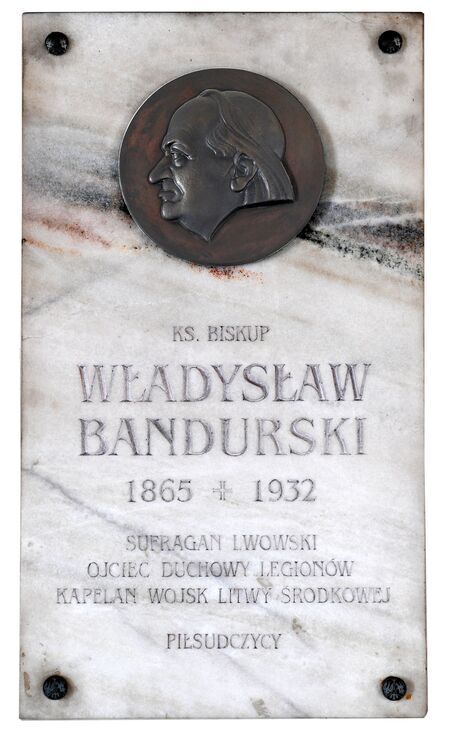 KS. BISKUP
WŁADYSŁAW
BANDURSKI
1865 ✢ 1932
SUFRAGAN LWOWSKI
OJCIEC DUCHOWY LEGIONÓW
KAPELAN WOJSK LITWY ŚRODKOWEJ
PIŁSUDCZYCY